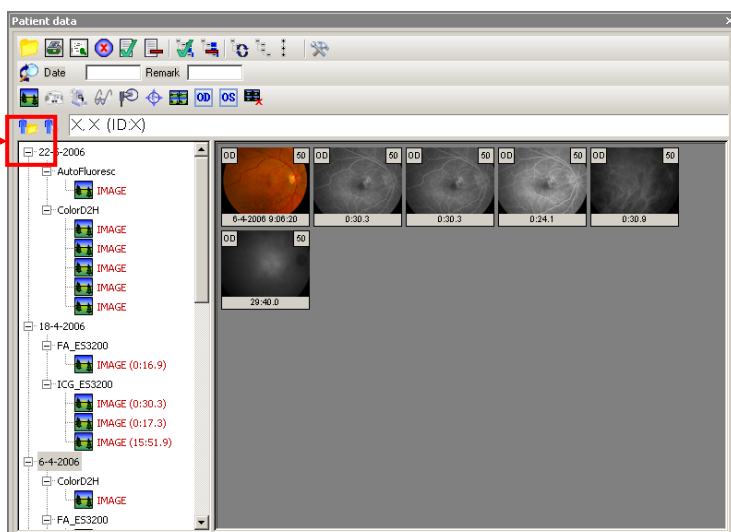 Patient data
Date Remark
OD OS
X, X (ID:X)
22-5-2006
AutoFluoresc
IMAGE
ColorD2H
IMAGE
IMAGE
IMAGE
IMAGE
IMAGE
18-4-2006
FA_ES3200
IMAGE (0:16.9)
ICG_ES3200
IMAGE (0:30.3)
IMAGE (0:17.3)
IMAGE (15:51.9)
6-4-2006
ColorD2H
IMAGE
FA_ES3200
OD 50 OD 50 OD 50 OD 50 OD 50
6-4-2006 9:06:20 0:30.3 0:30.3 0:24.1 0:30.9
OD 50
29:40.0